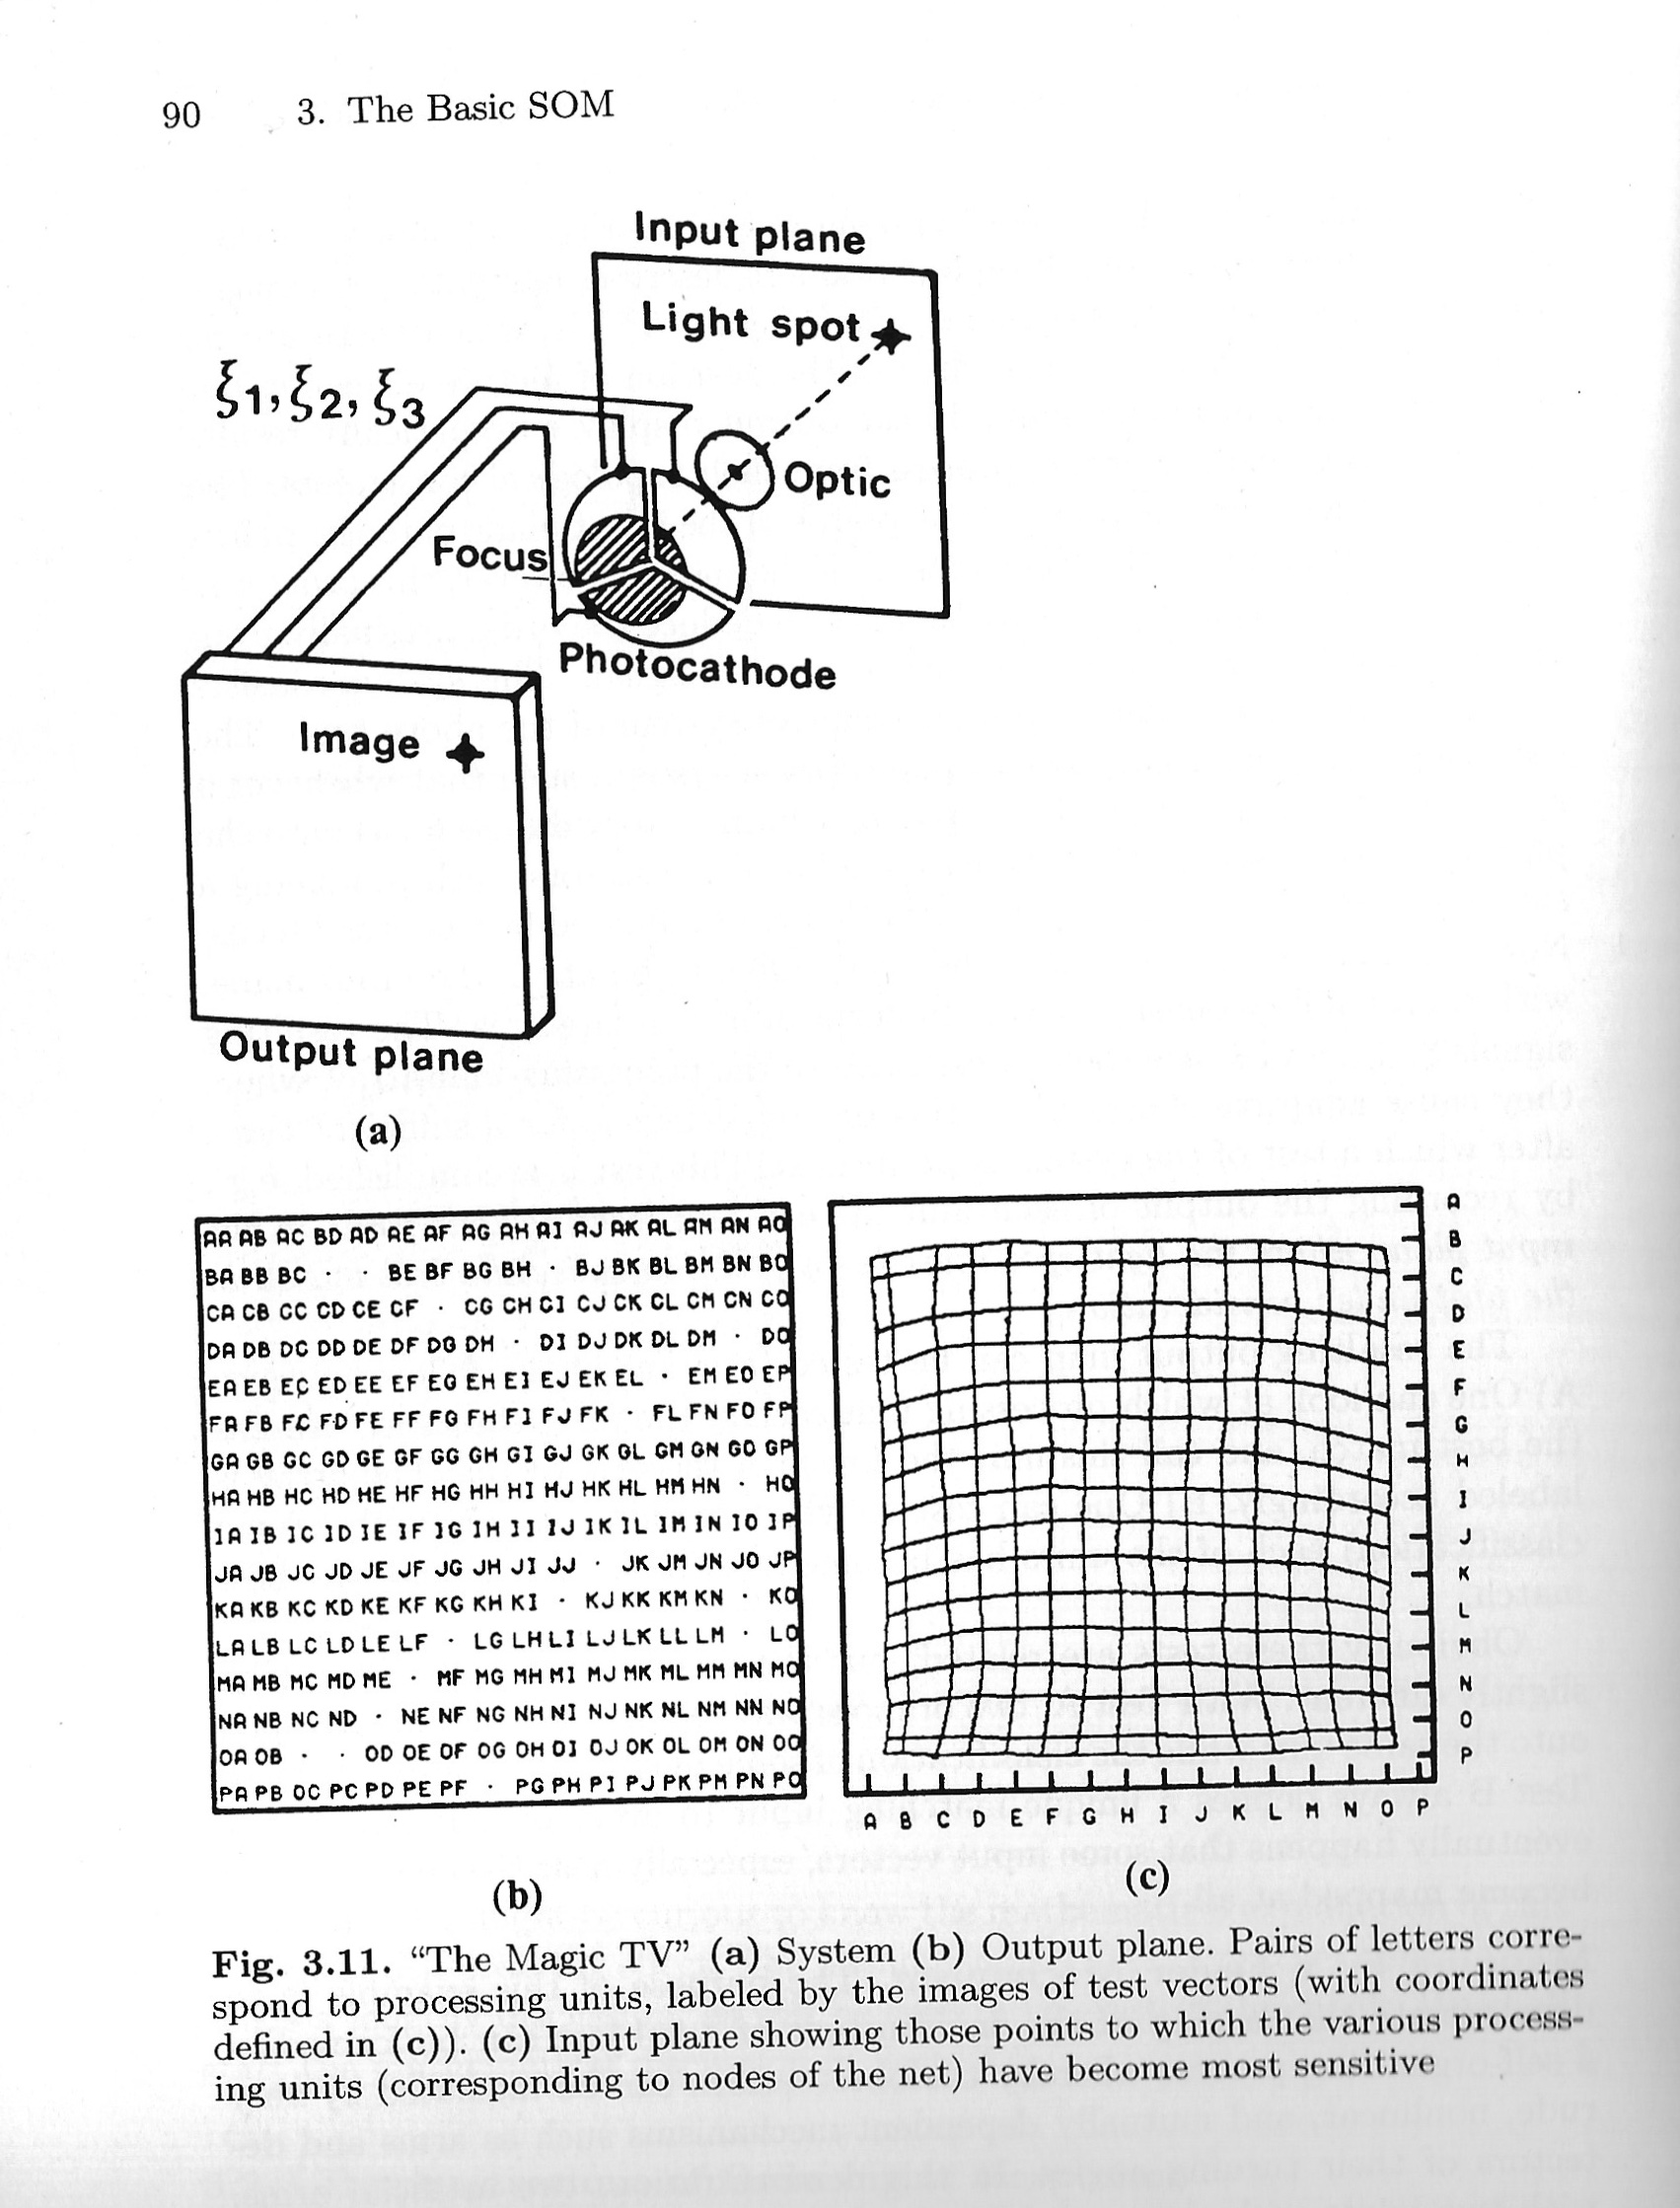 90 3. The Basic SOM
Input plane
Light spot
ξ1, ξ2, ξ3
Optic
Focus
Photocathode
Image
Output plane
(a)
AA AB AC BD AD AE AF AG AH AI AJ AK AL AM AN AO
BA BB BC · · BE BF BG BH · BJ BK BL BM BN BO
CA CB CC CD CE CF · CG CH CI CJ CK CL CM CN CO
DA DB DC DD DE DF DG DH · DI DJ DK DL DM · DO
EA EB EC ED EE EF EG EH EI EJ EK EL · EM EO EP
FA FB FC FD FE FF FG FH FI FJ FK · FL FN FO FP
GA GB GC GD GE GF GG GH GI GJ GK GL GM GN GO GP
HA HB HC HD HE HF HG HH HI HJ HK HL HM HN · HO
IA IB IC ID IE IF IG IH II IJ IK IL IM IN IO IP
JA JB JC JD JE JF JG JH JI JJ · JK JM JN JO JP
KA KB KC KD KE KF KG KH KI · KJ KK KM KN · KO
LA LB LC LD LE LF · LG LH LI LJ LK LL LM · LO
MA MB MC MD ME · MF MG MH MI MJ MK ML MM MN MO
NA NB NC ND · NE NF NG NH NI NJ NK NL NM NN NO
OA OB · · OD OE OF OG OH OI OJ OK OL OM ON OO
PA PB OC PC PD PE PF · PG PH PI PJ PK PM PN PO
(b)
A
B
C
D
E
F
G
H
I
J
K
L
M
N
O
P
A B C D E F G H I J K L M N O P
(c)
Fig. 3.11. “The Magic TV” (a) System (b) Output plane. Pairs of letters corre-
spond to processing units, labeled by the images of test vectors (with coordinates
defined in (c)). (c) Input plane showing those points to which the various process-
ing units (corresponding to nodes of the net) have become most sensitive